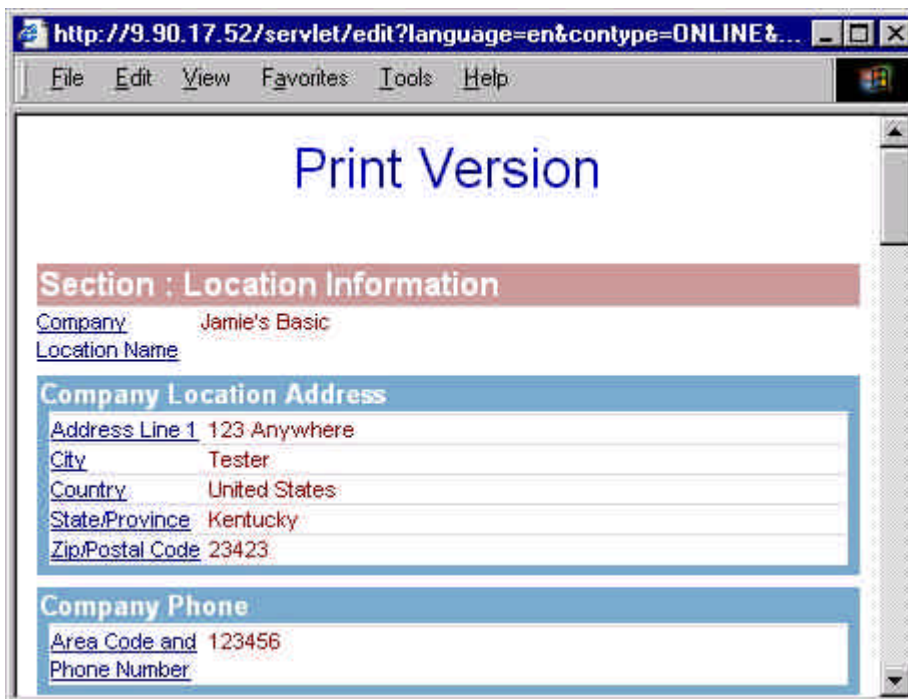 http://9.90.17.52/servlet/edit?language=en&contype=ONLINE&...
File Edit View Favorites Tools Help
Print Version
Section : Location Information
Company Jamie's Basic
Location Name
Company Location Address
Address Line 1 123 Anywhere
City Tester
Country United States
State/Province Kentucky
Zip/Postal Code 23423
Company Phone
Area Code and 123456
Phone Number